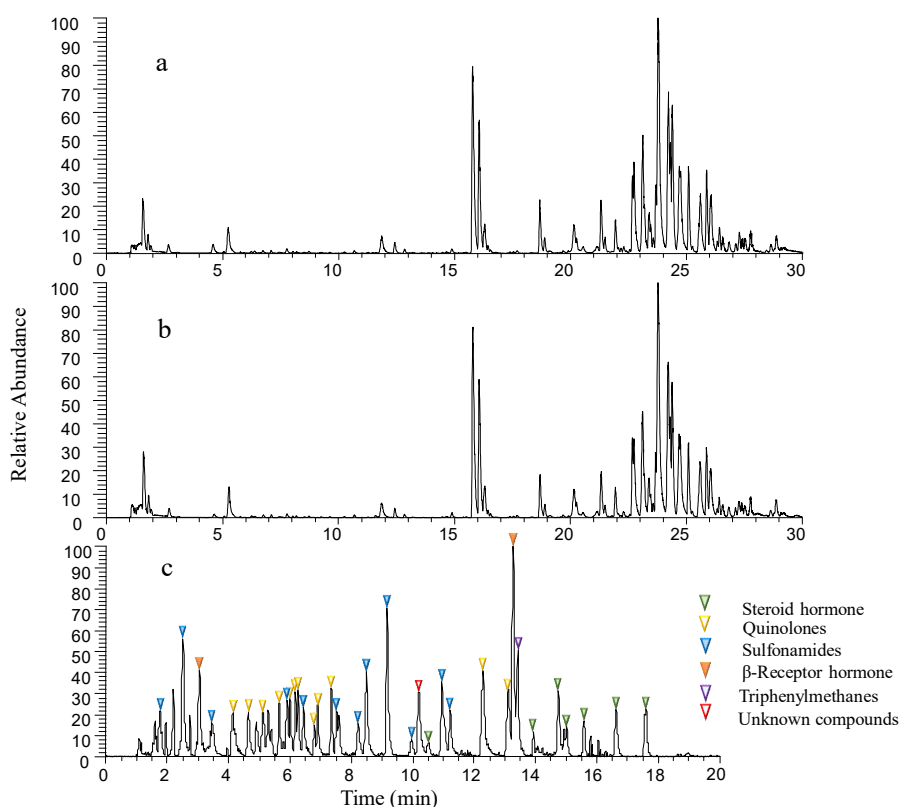 100
90
80
70
60
50
40
30
20
10
0
a
0 5 10 15 20 25 30
100
90
80
70
60
50
40
30
20
10
0
b
0 5 10 15 20 25 30
Relative Abundance
100
90
80
70
60
50
40
30
20
10
0
c
0 2 4 6 8 10 12 14 16 18 20
Time (min)
Steroid hormone
Quinolones
Sulfonamides
β-Receptor hormone
Triphenylmethanes
Unknown compounds